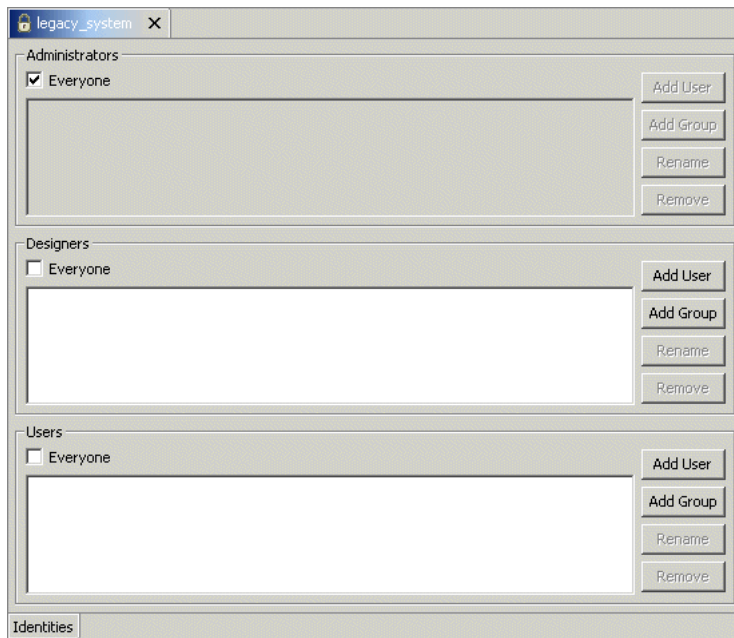 legacy_system
Administrators
Everyone
Add User
Add Group
Rename
Remove
Designers
Everyone
Add User
Add Group
Rename
Remove
Users
Everyone
Add User
Add Group
Rename
Remove
Identities